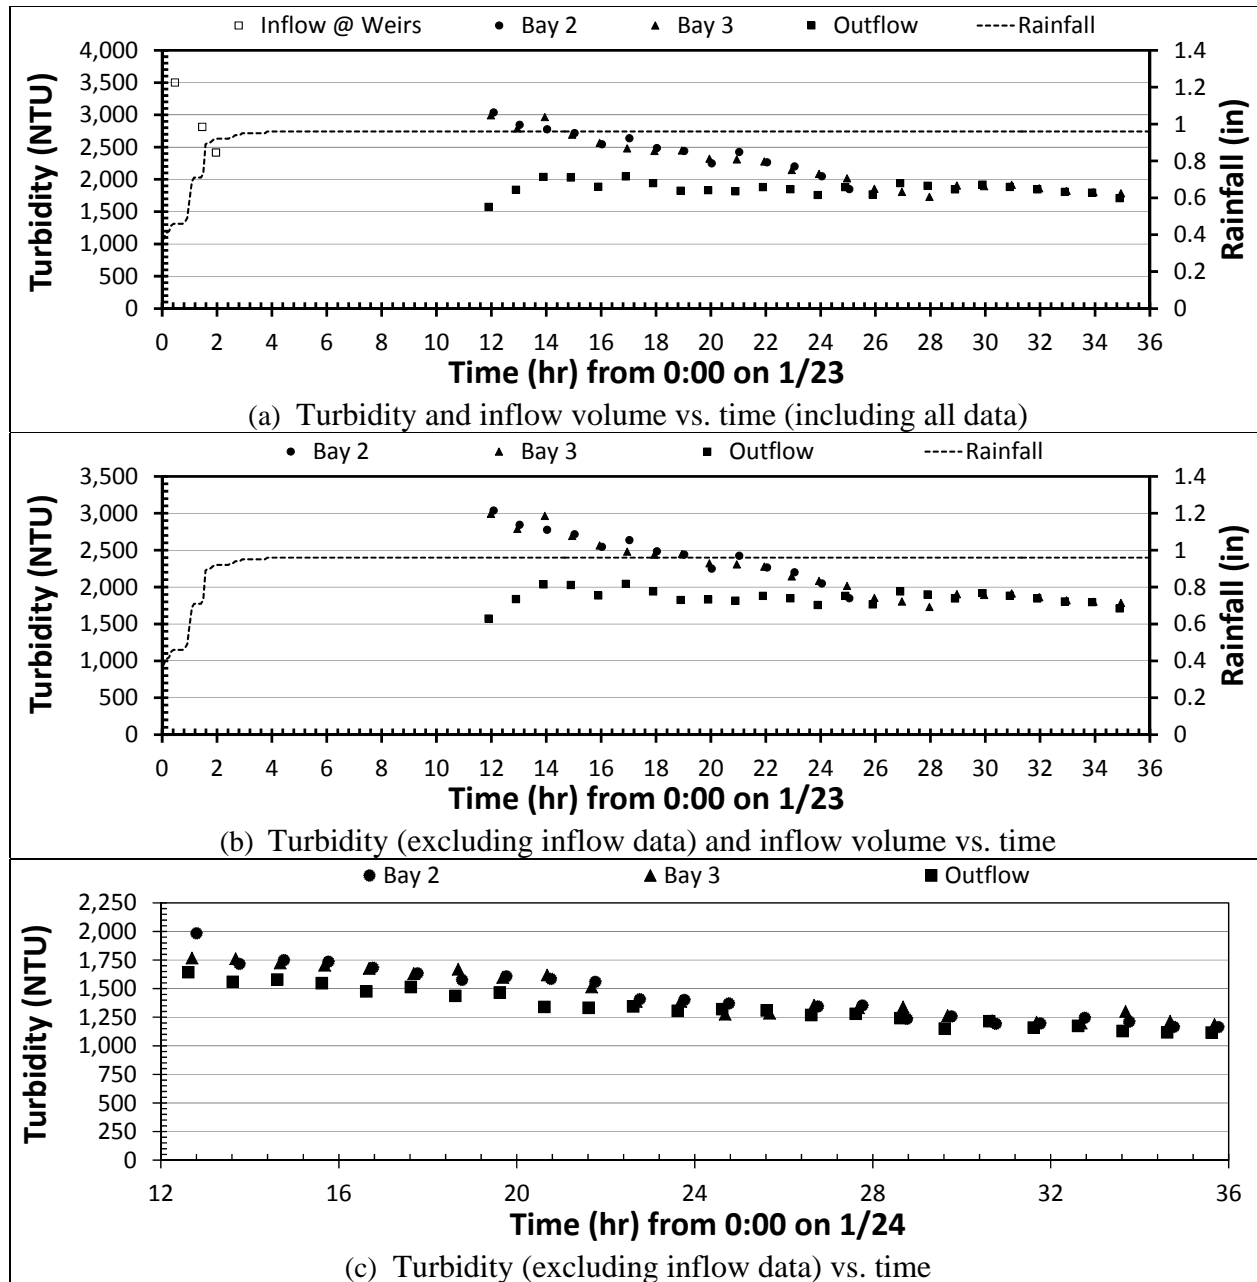 Inflow @ Weirs Bay 2 Bay 3 Outflow Rainfall
4,000
3,500
3,000
2,500
2,000
1,500
1,000
500
0
Turbidity (NTU)
1.4
1.2
1
0.8
0.6
0.4
0.2
0
Rainfall (in)
0 2 4 6 8 10 12 14 16 18 20 22 24 26 28 30 32 34 36
Time (hr) from 0:00 on 1/23
(a) Turbidity and inflow volume vs. time (including all data)
Bay 2 Bay 3 Outflow Rainfall
3,500
3,000
2,500
2,000
1,500
1,000
500
0
Turbidity (NTU)
1.4
1.2
1
0.8
0.6
0.4
0.2
0
Rainfall (in)
0 2 4 6 8 10 12 14 16 18 20 22 24 26 28 30 32 34 36
Time (hr) from 0:00 on 1/23
(b) Turbidity (excluding inflow data) and inflow volume vs. time
Bay 2 Bay 3 Outflow
2,250
2,000
1,750
1,500
1,250
1,000
750
500
250
0
Turbidity (NTU)
12 16 20 24 28 32 36
Time (hr) from 0:00 on 1/24
(c) Turbidity (excluding inflow data) vs. time